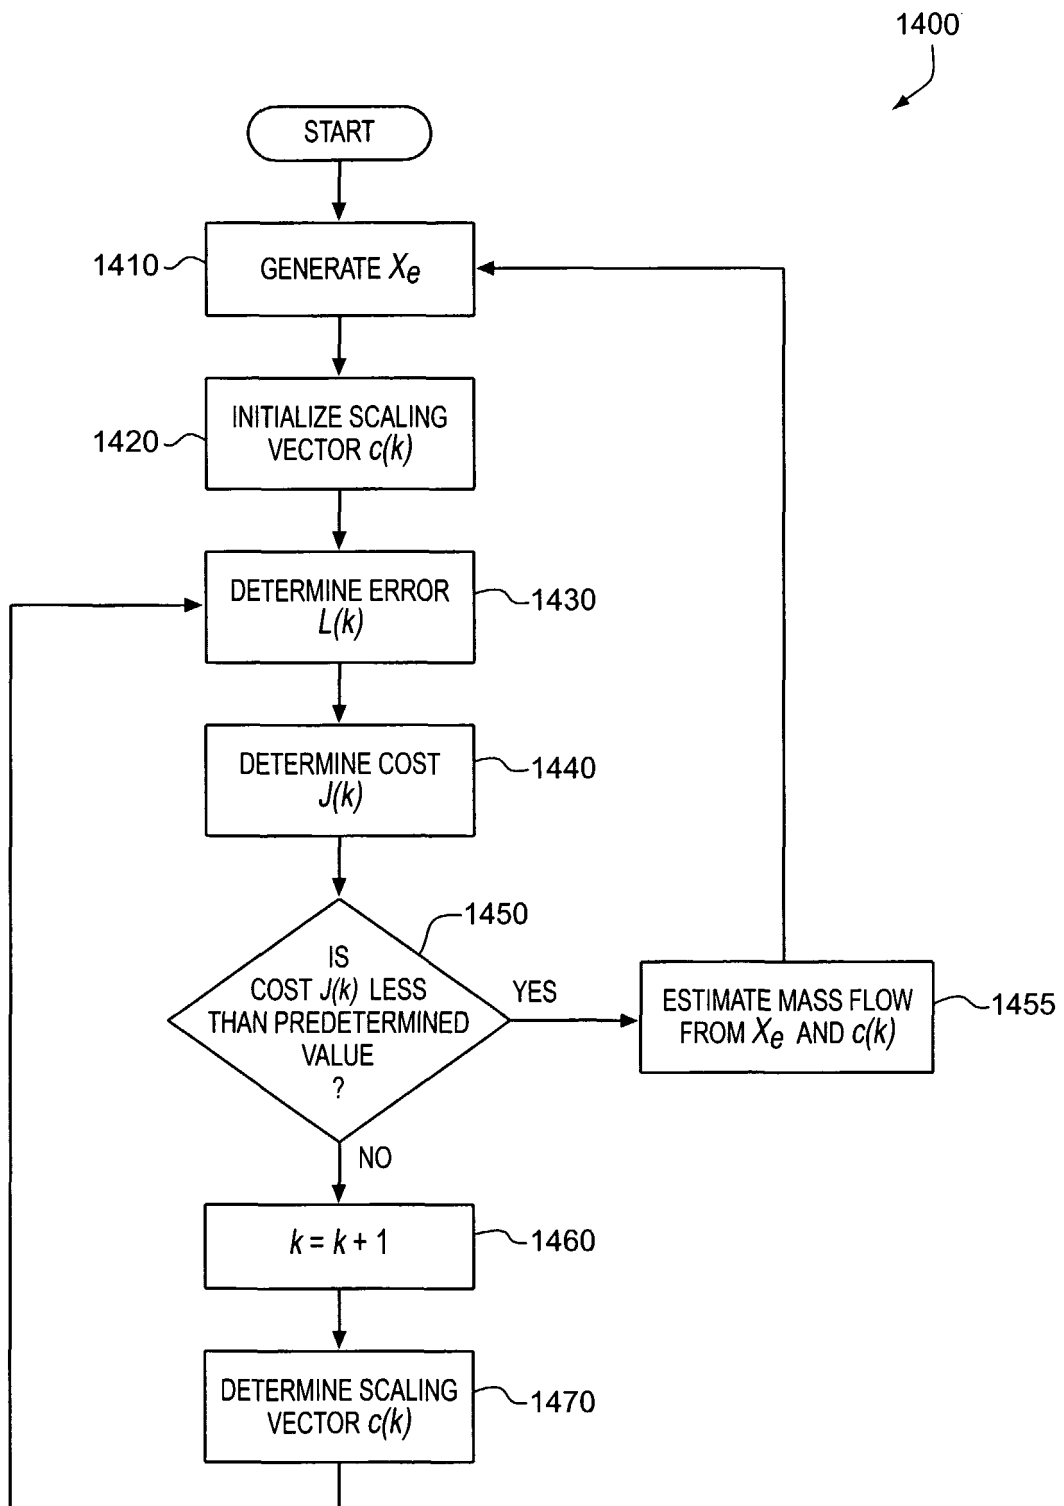 1400
START
1410
GENERATE Xe
INITIALIZE SCALING
VECTOR c(k)
1420
DETERMINE ERROR
L(k)
1430
DETERMINE COST
J(k)
1440
1450
IS
COST J(k) LESS
THAN PREDETERMINED
VALUE
?
YES
ESTIMATE MASS FLOW
FROM Xe AND c(k)
1455
NO
k = k + 1
1460
DETERMINE SCALING
VECTOR c(k)
1470